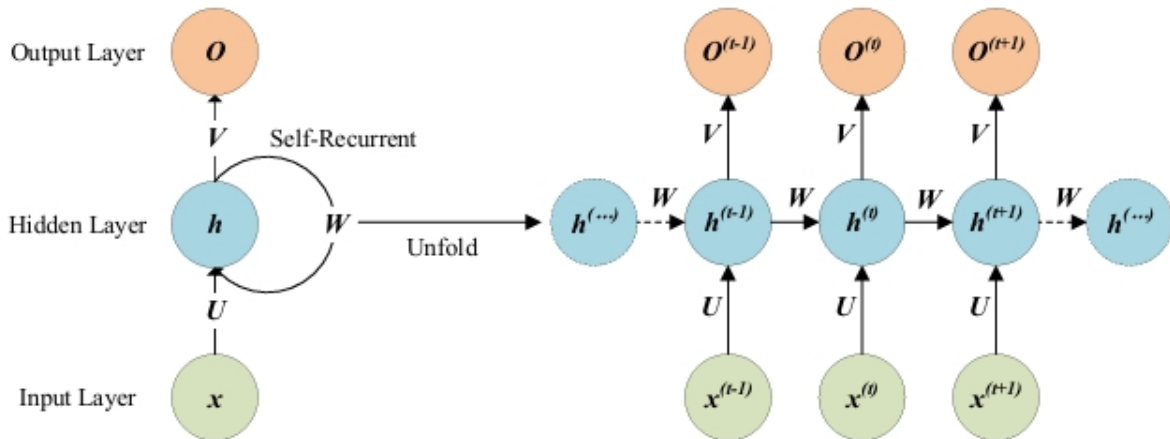 Output Layer O O(t-1) O(t) O(t+1)
V V V V
Self-Recurrent
W W W W
Hidden Layer h W h(...) h(t-1) h(t) h(t+1) h(...)
Unfold
U U U U
Input Layer x x(t-1) x(t) x(t+1)